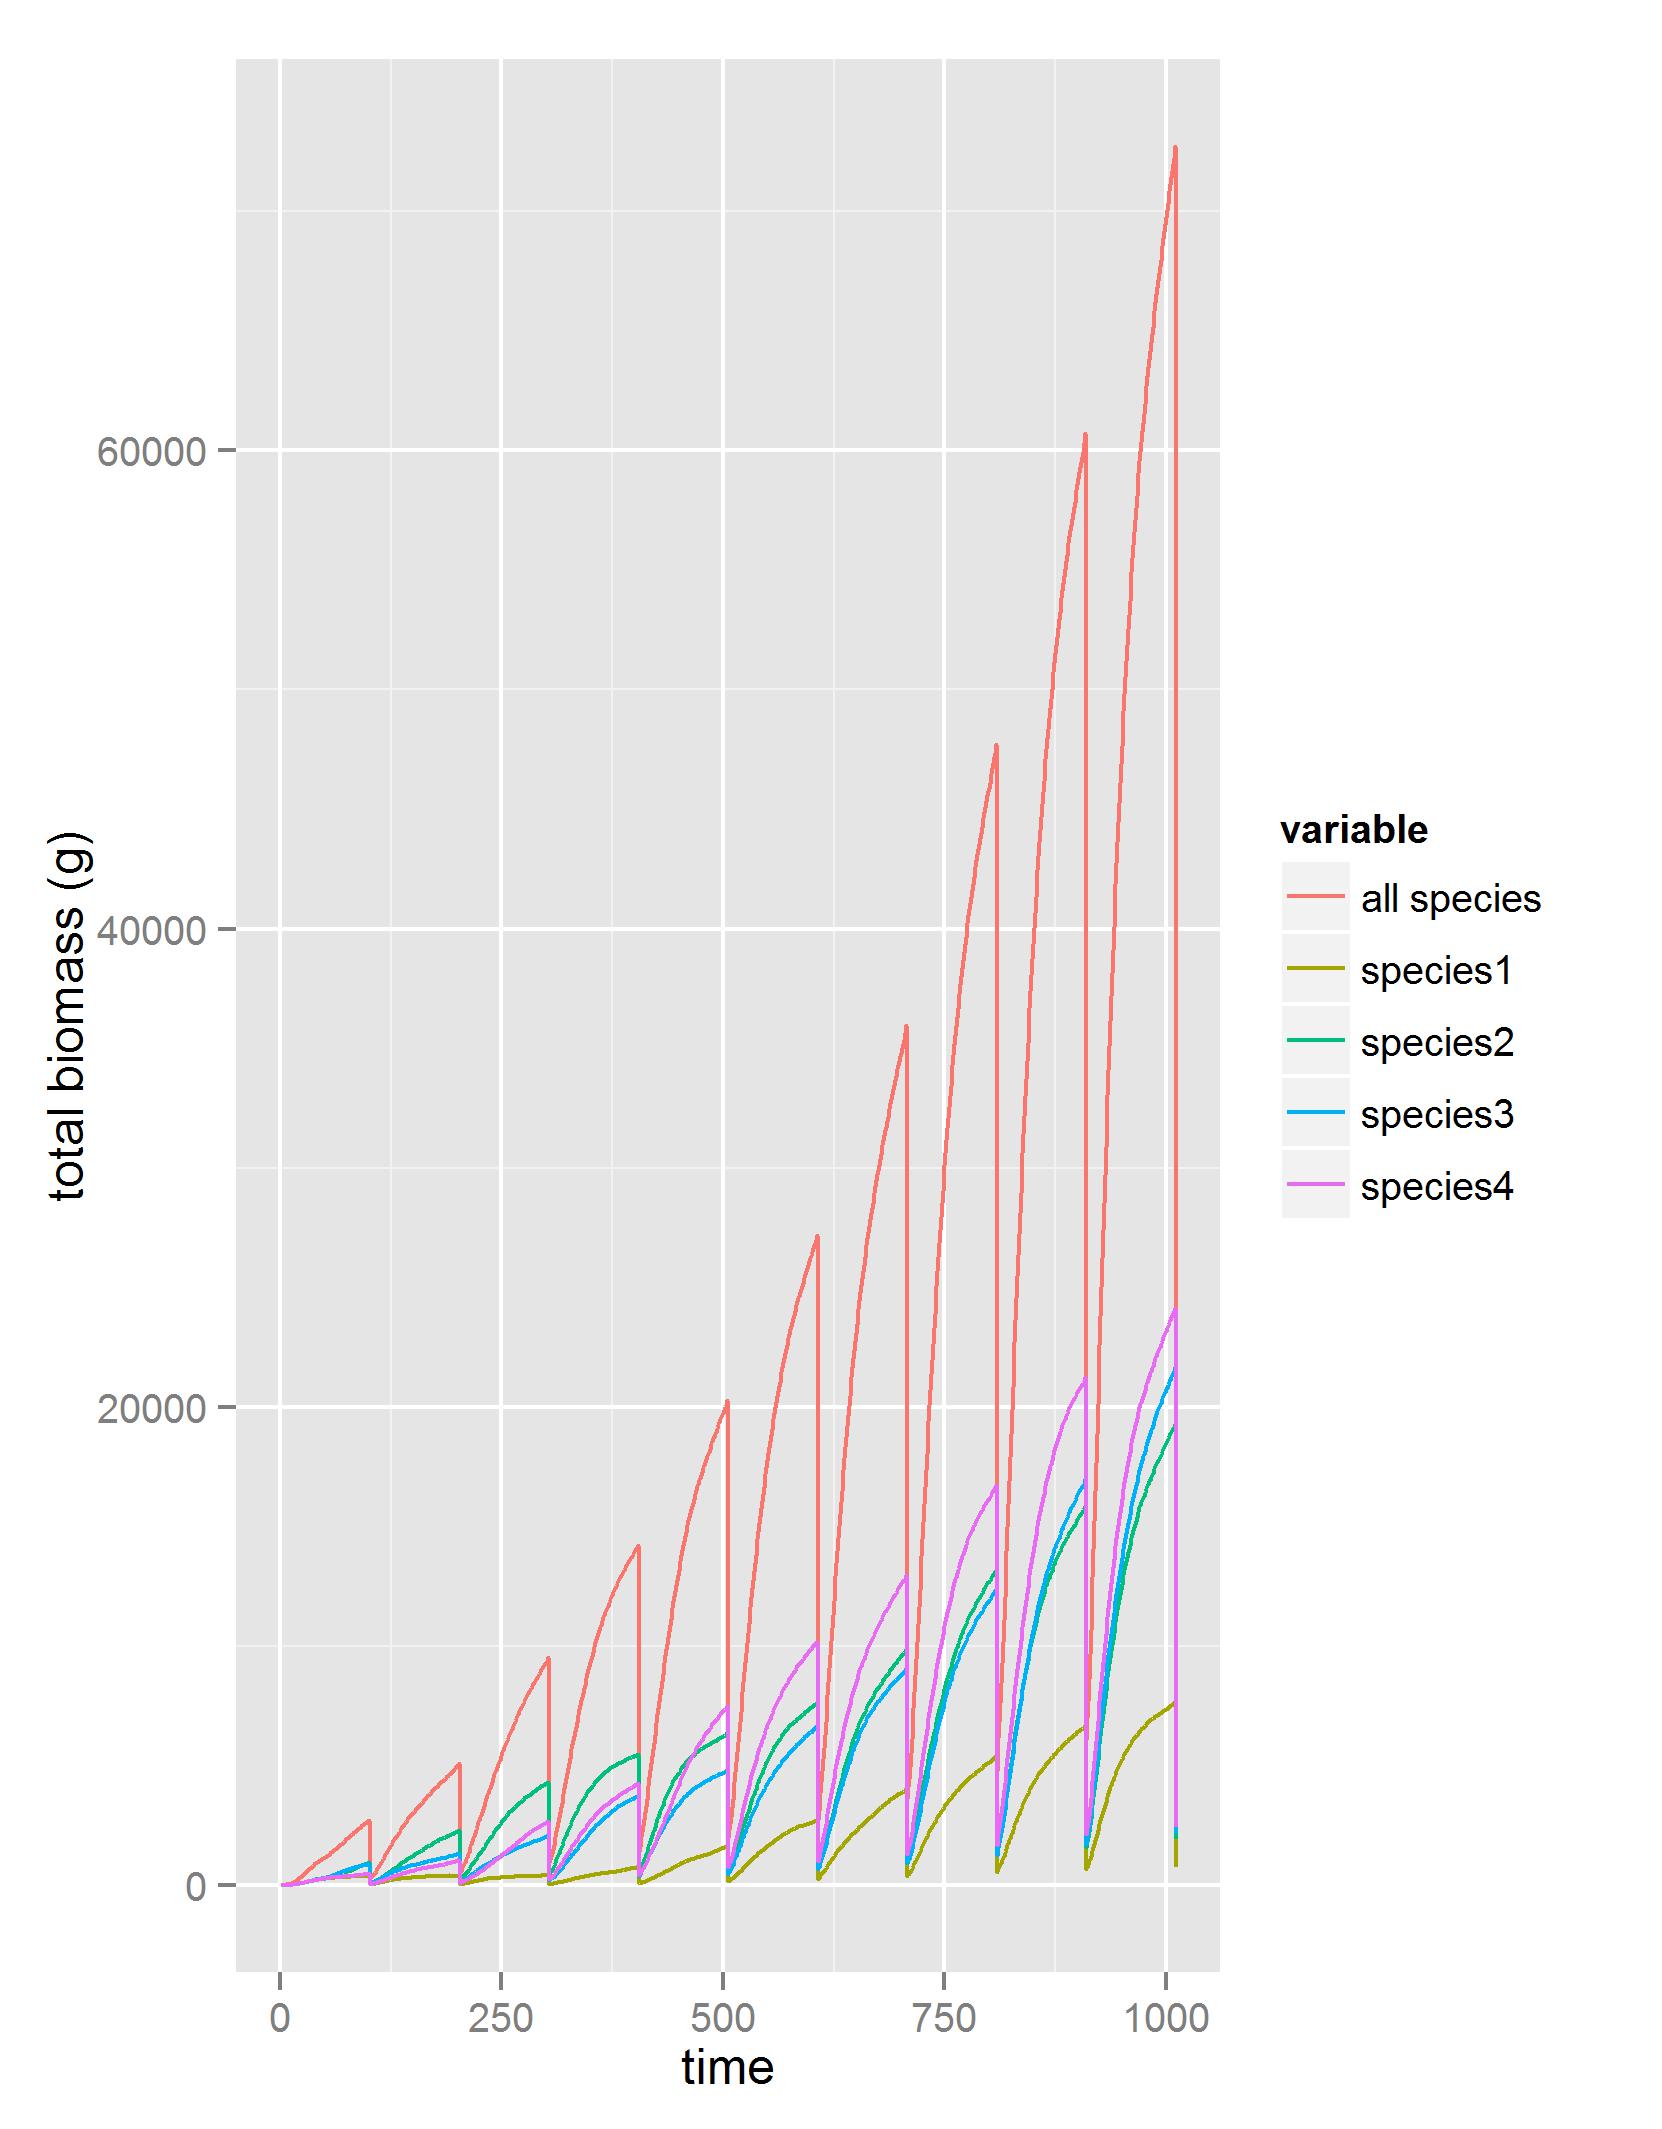 total biomass (g)
60000
40000
20000
0
0 250 500 750 1000
time
variable
all species
species1
species2
species3
species4